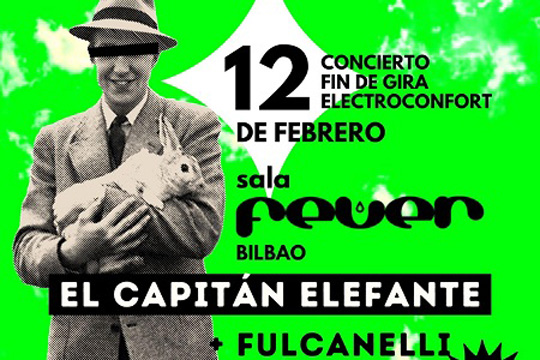 12
CONCIERTO
FIN DE GIRA
ELECTROCONFORT
DE FEBRERO
sala
fever
BILBAO
EL CAPITÁN ELEFANTE
+ FULCANELLI